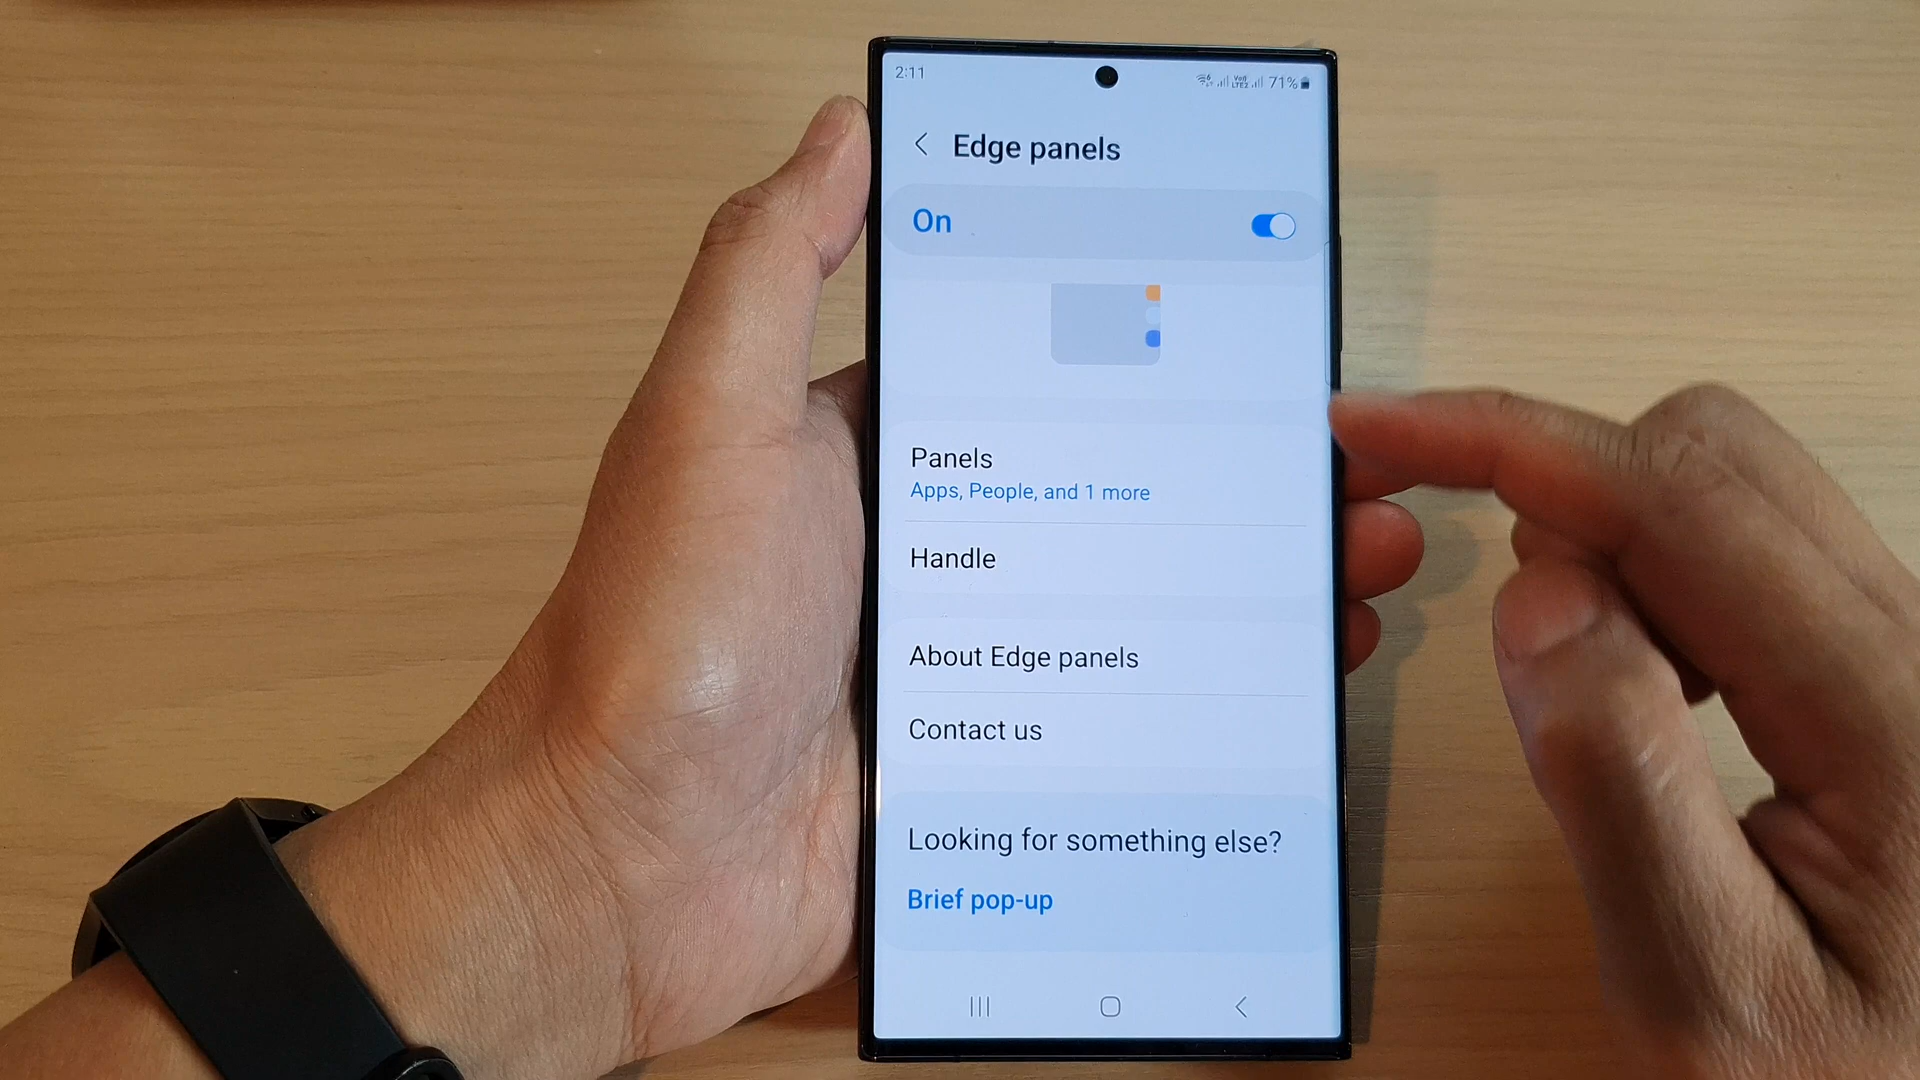 2:11
71%
Edge panels
On
Panels
Apps, People, and 1 more
Handle
About Edge panels
Contact us
Looking for something else?
Brief pop-up